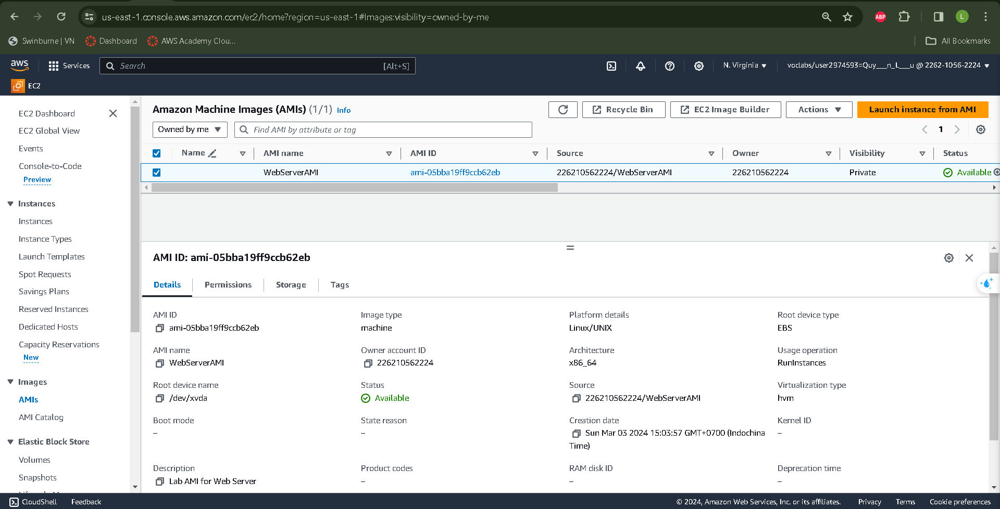 us-east-1.console.aws.amazon.com/ec2/home?region=us-east-1#Images:visibility=owned-by-me
ABP
L
Swinburne | VN
Dashboard
AWS Academy Clou...
All Bookmarks
aws
Services
Search
[Alt+S]
N. Virginia
voclabs/user2974593=Quy___n_L___u @ 2262-1056-2224
EC2
EC2 Dashboard
EC2 Global View
Events
Console-to-Code
Preview
Instances
Instances
Instance Types
Launch Templates
Spot Requests
Savings Plans
Reserved Instances
Dedicated Hosts
Capacity Reservations
New
Images
AMIs
AMI Catalog
Elastic Block Store
Volumes
Snapshots
Amazon Machine Images (AMIs) (1/1) Info
Recycle Bin
EC2 Image Builder
Actions
Launch instance from AMI
Owned by me
Find AMI by attribute or tag
1
Name
AMI name
AMI ID
Source
Owner
Visibility
Status
WebServerAMI
ami-05bba19ff9ccb62eb
226210562224/WebServerAMI
226210562224
Private
Available
AMI ID: ami-05bba19ff9ccb62eb
Details
Permissions
Storage
Tags
AMI ID
ami-05bba19ff9ccb62eb
Image type
machine
Platform details
Linux/UNIX
Root device type
EBS
AMI name
WebServerAMI
Owner account ID
226210562224
Architecture
x86_64
Usage operation
RunInstances
Root device name
/dev/xvda
Status
Available
Source
226210562224/WebServerAMI
Virtualization type
hvm
Boot mode
–
State reason
–
Creation date
Sun Mar 03 2024 15:03:57 GMT+0700 (Indochina
Time)
Kernel ID
–
Description
Lab AMI for Web Server
Product codes
–
RAM disk ID
–
Deprecation time
–
CloudShell
Feedback
© 2024, Amazon Web Services, Inc. or its affiliates.
Privacy
Terms
Cookie preferences